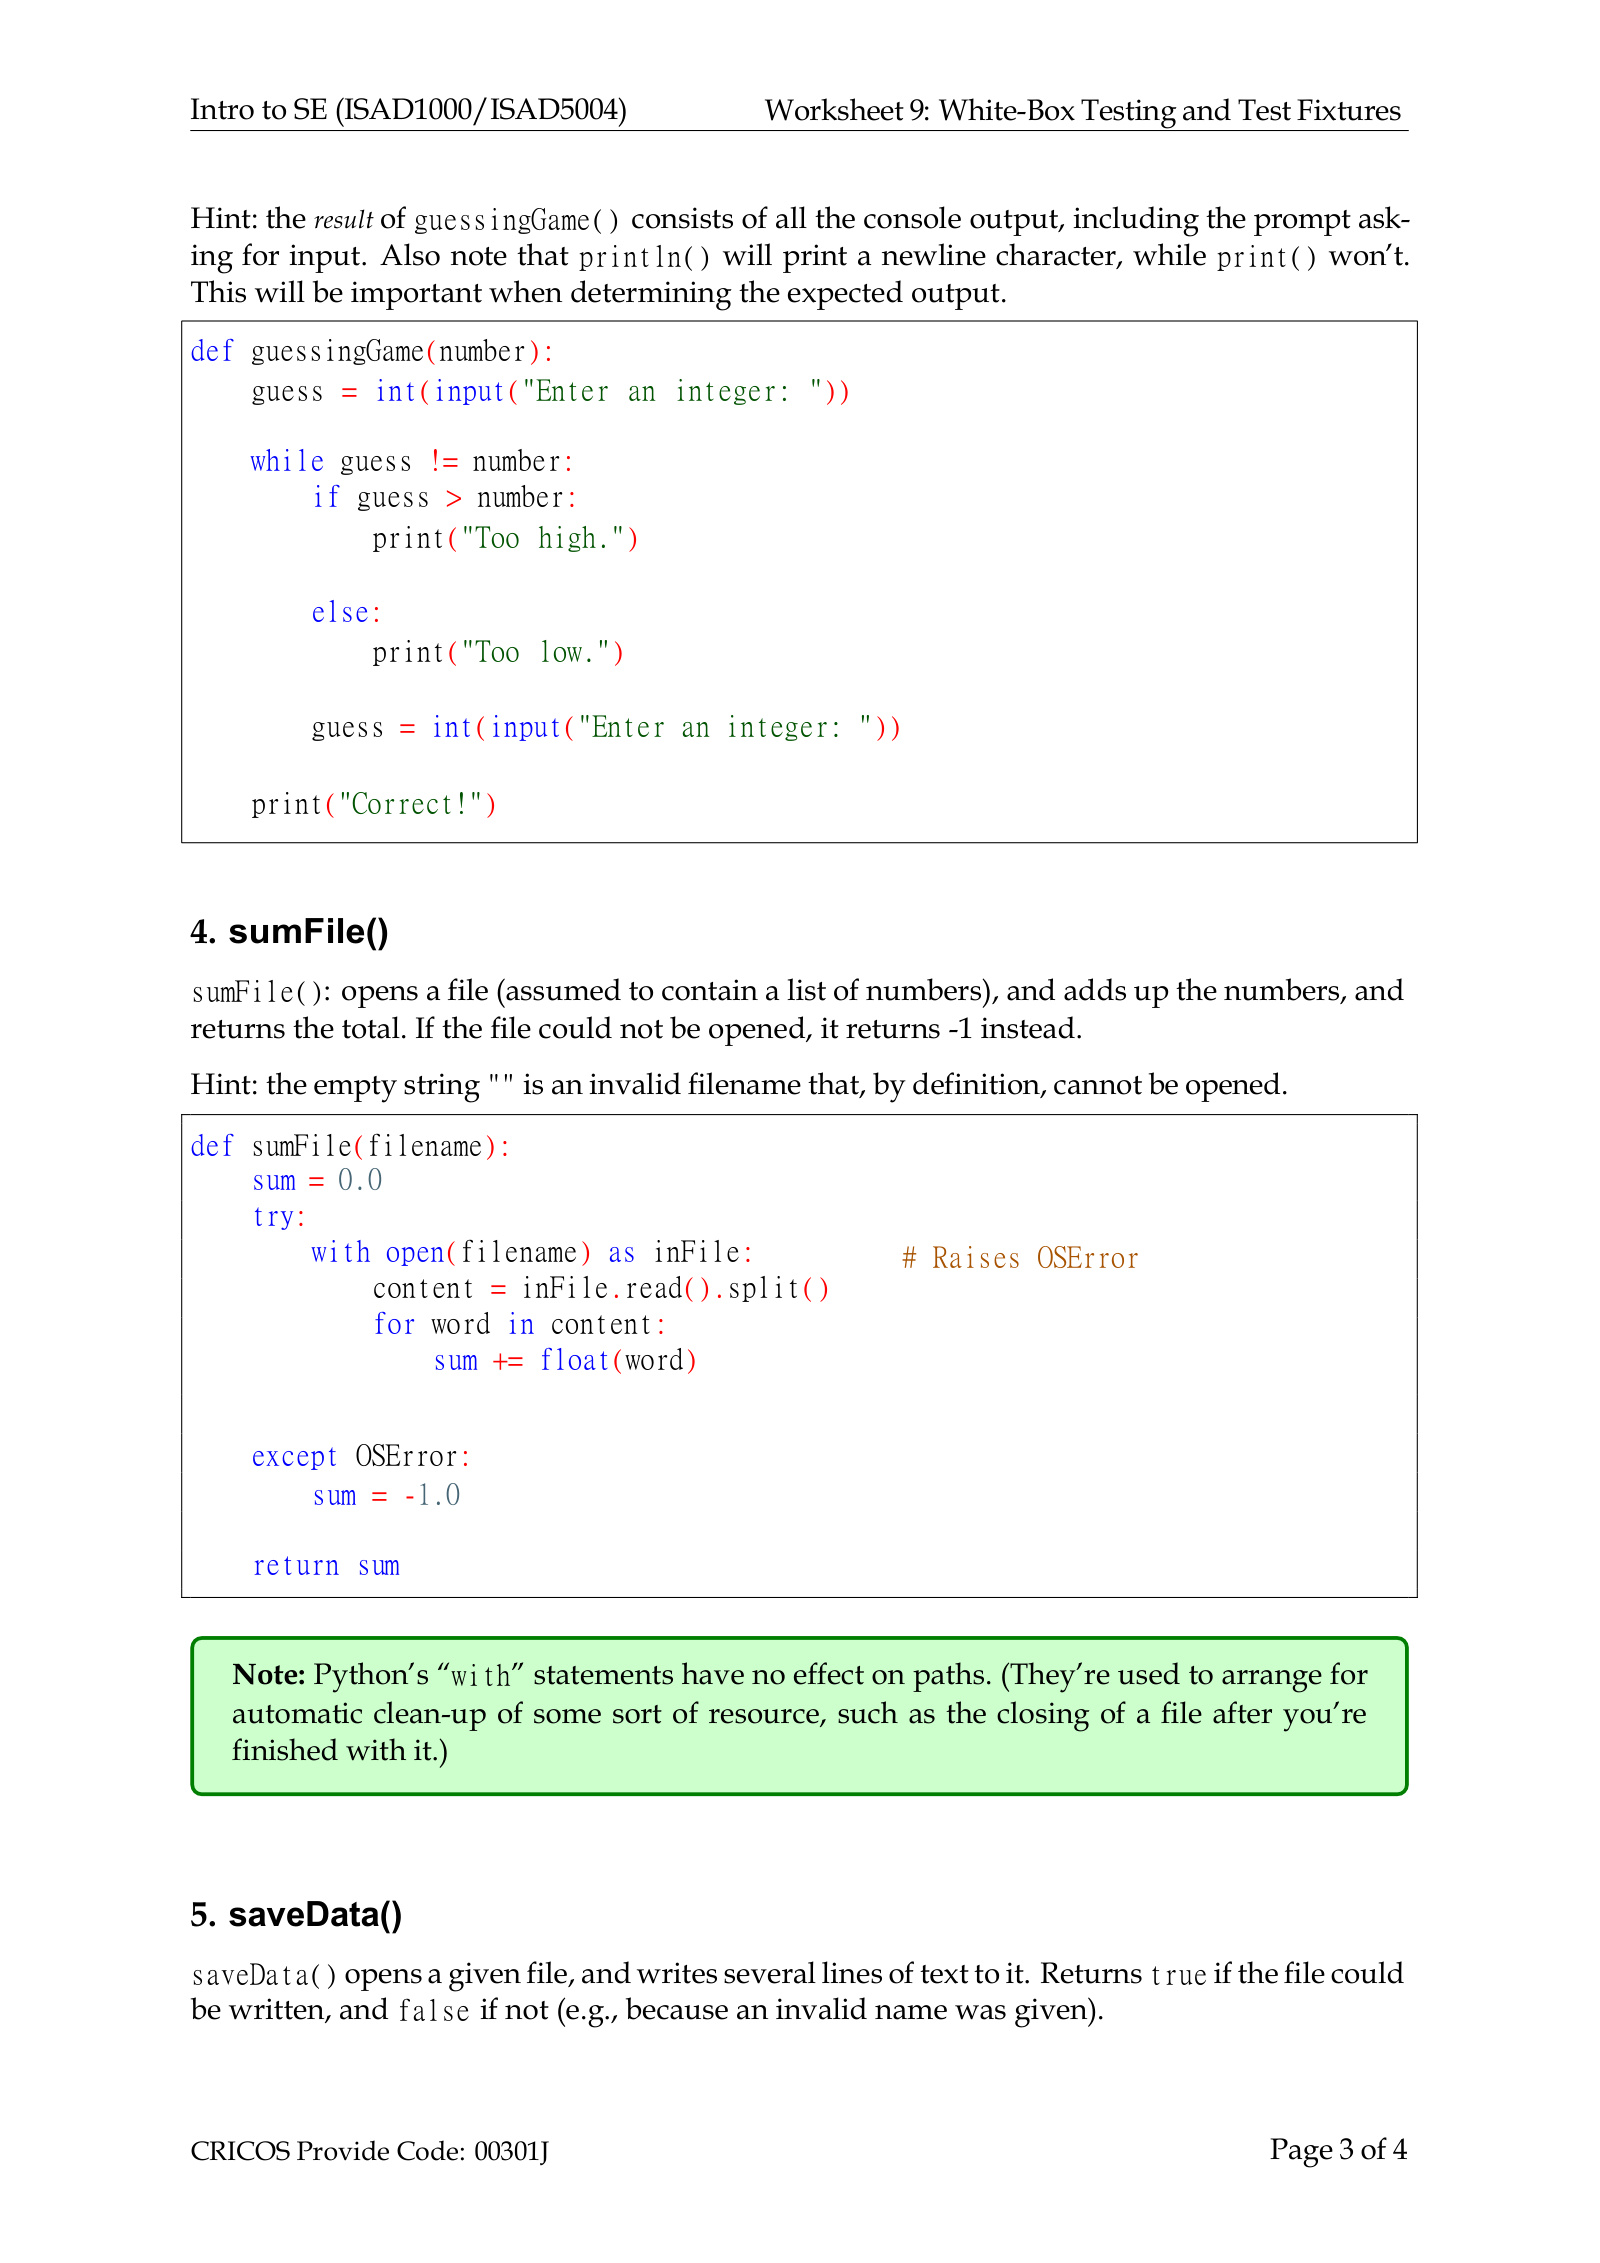 Intro to SE (ISAD1000/ISAD5004) Worksheet 9: White-Box Testing and Test Fixtures
Hint: the result of guessingGame() consists of all the console output, including the prompt ask-
ing for input. Also note that println() will print a newline character, while print() won't.
This will be important when determining the expected output.
def guessingGame(number):
    guess = int(input("Enter an integer: "))
    while guess != number:
        if guess > number:
            print("Too high.")
        else:
            print("Too low.")
        guess = int(input("Enter an integer: "))
    print("Correct!")
4. sumFile()
sumFile(): opens a file (assumed to contain a list of numbers), and adds up the numbers, and
returns the total. If the file could not be opened, it returns -1 instead.
Hint: the empty string "" is an invalid filename that, by definition, cannot be opened.
def sumFile(filename):
    sum = 0.0
    try:
        with open(filename) as inFile: # Raises OSError
            content = inFile.read().split()
            for word in content:
                sum += float(word)
    except OSError:
        sum = -1.0
    return sum
Note: Python's “with” statements have no effect on paths. (They're used to arrange for
automatic clean-up of some sort of resource, such as the closing of a file after you're
finished with it.)
5. saveData()
saveData() opens a given file, and writes several lines of text to it. Returns true if the file could
be written, and false if not (e.g., because an invalid name was given).
CRICOS Provide Code: 00301J Page 3 of 4